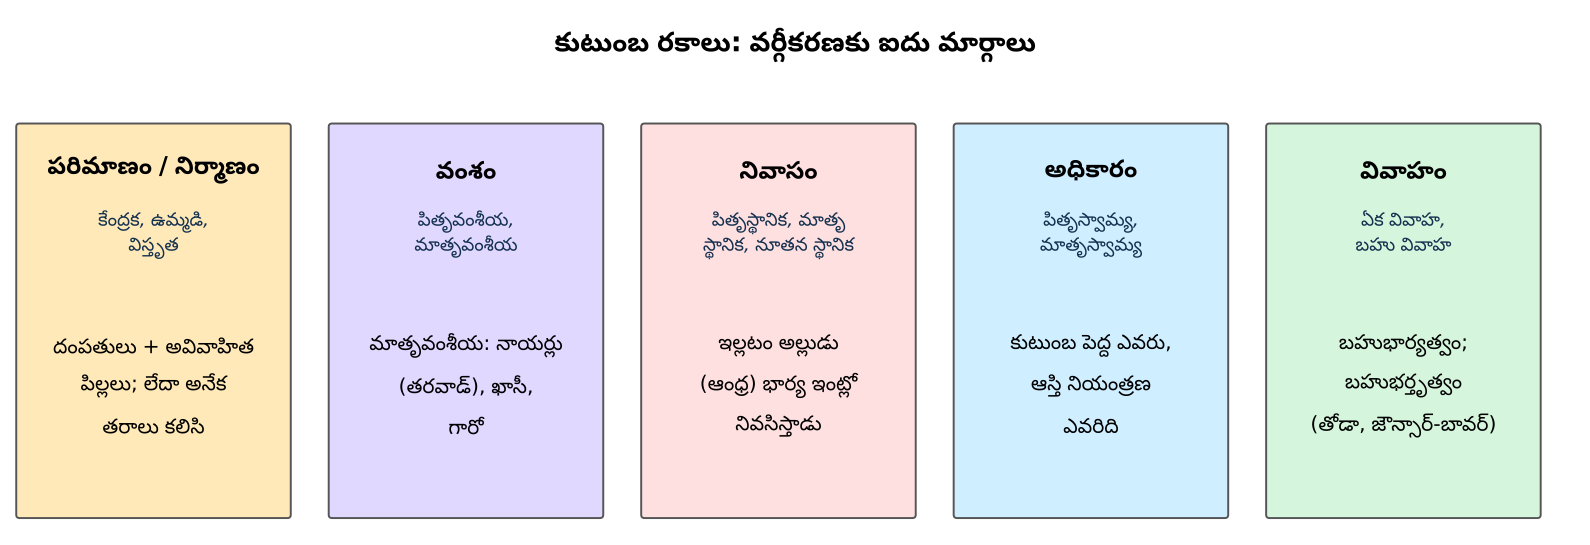 కుటుంబ రకాలు: వర్గీకరణకు ఐదు మార్గాలు
పరిమాణం / నిర్మాణం
కేంద్రక, ఉమ్మడి,
విస్తృత
దంపతులు + అవివాహిత
పిల్లలు; లేదా అనేక
తరాలు కలిసి
వంశం
పితృవంశీయ,
మాతృవంశీయ
మాతృవంశీయ: నాయర్లు
(తరవాడ్), ఖాసీ,
గారో
నివాసం
పితృస్థానిక, మాతృ
స్థానిక, నూతన స్థానిక
ఇల్లటం అల్లుడు
(ఆంధ్ర) భార్య ఇంట్లో
నివసిస్తాడు
అధికారం
పితృస్వామ్య,
మాతృస్వామ్య
కుటుంబ పెద్ద ఎవరు,
ఆస్తి నియంత్రణ
ఎవరిది
వివాహం
ఏక వివాహ,
బహు వివాహ
బహుభార్యత్వం;
బహుభర్తృత్వం
(తోడా, జౌన్సార్-బావర్)